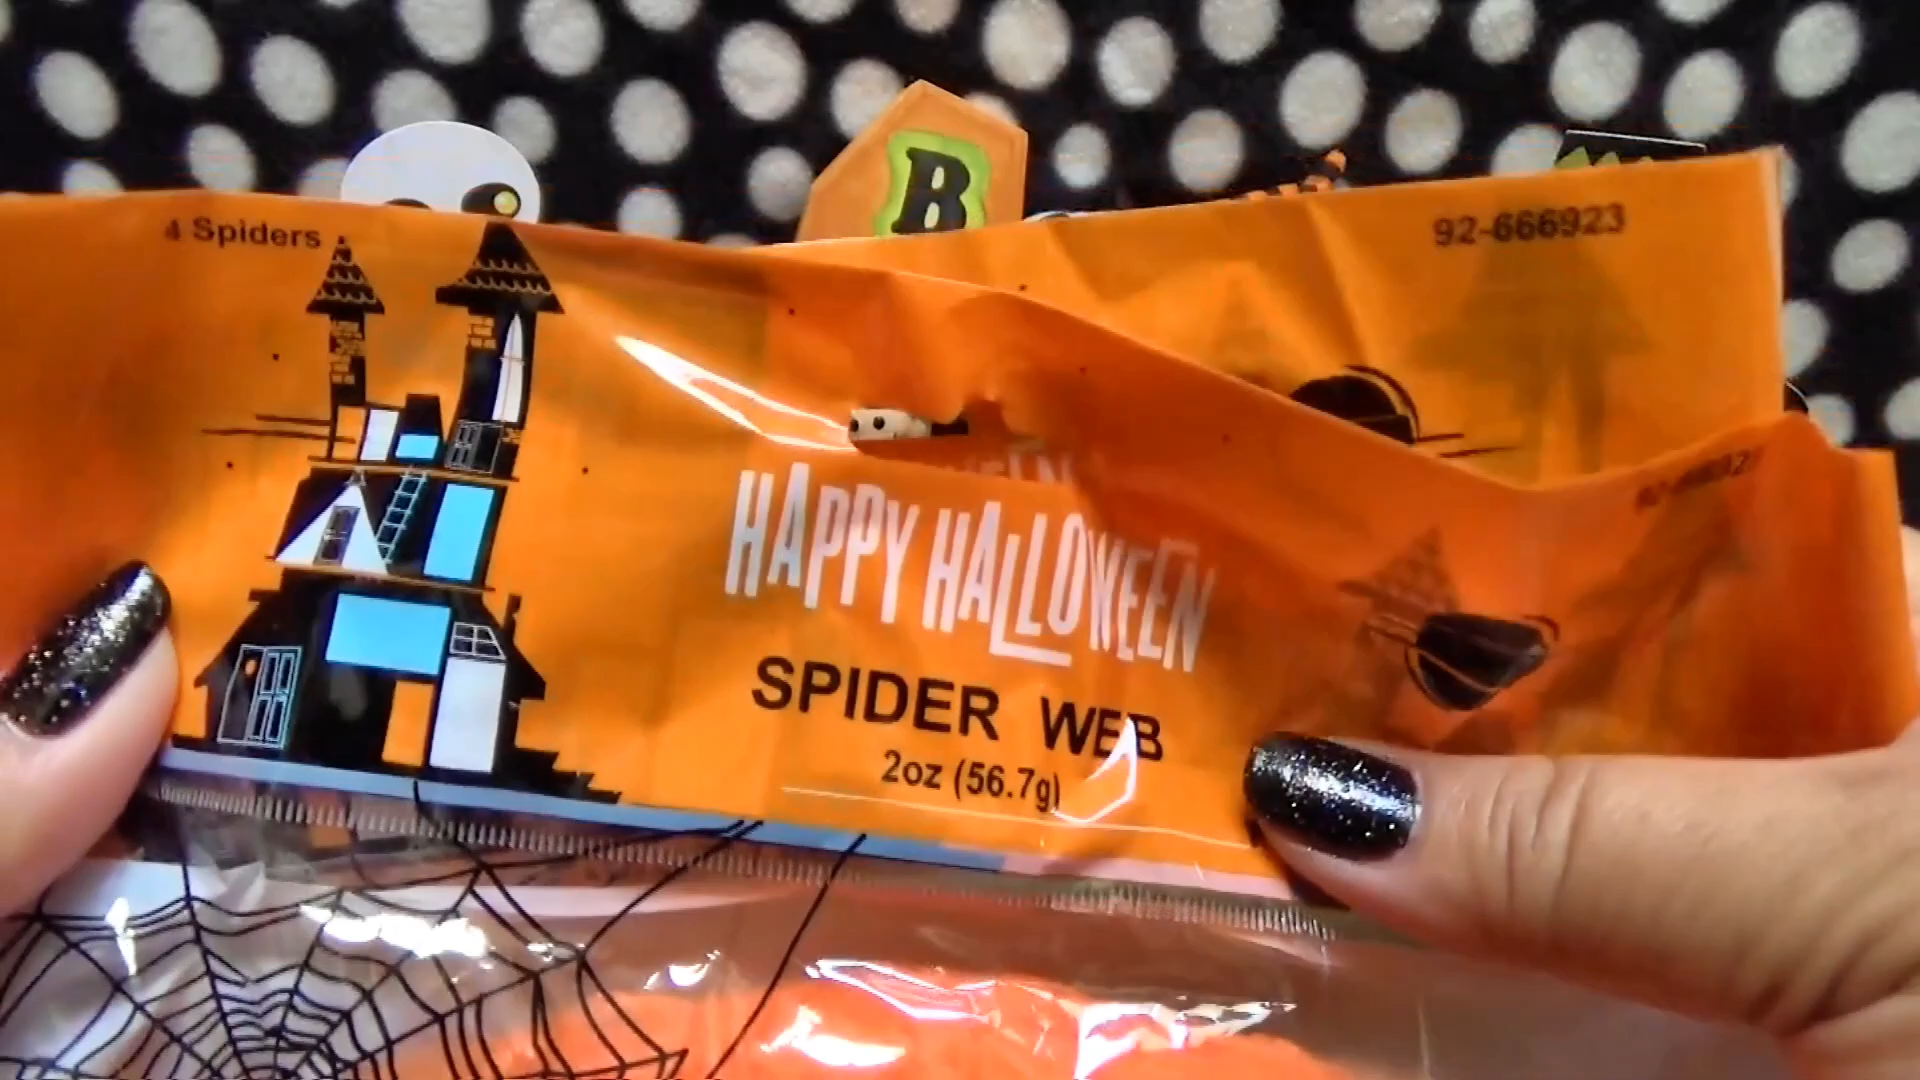 B
4 Spiders
92-666923
HAPPY HALLOWEEN
SPIDER WEB
2oz (56.7g)